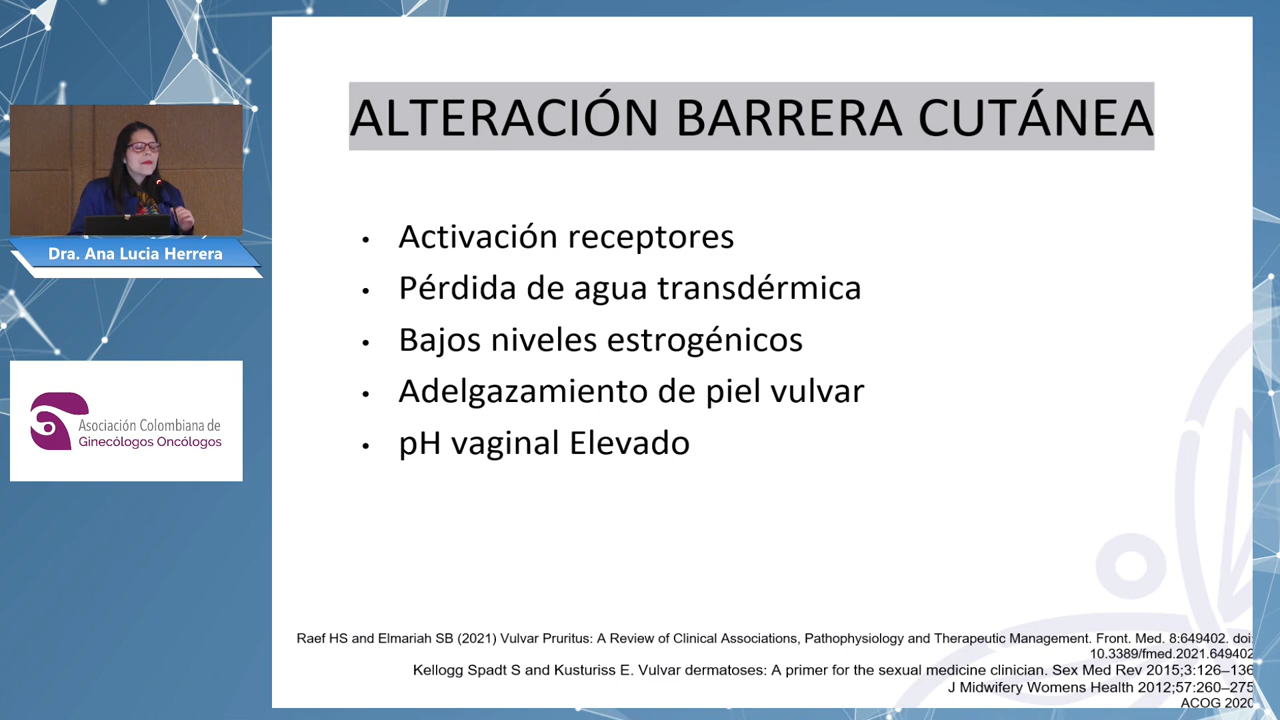 ALTERACIÓN BARRERA CUTÁNEA
Dra. Ana Lucia Herrera
Asociación Colombiana de
Ginecólogos Oncólogos
• Activación receptores
• Pérdida de agua transdérmica
• Bajos niveles estrogénicos
• Adelgazamiento de piel vulvar
• pH vaginal Elevado
Raef HS and Elmariah SB (2021) Vulvar Pruritus: A Review of Clinical Associations, Pathophysiology and Therapeutic Management. Front. Med. 8:649402. doi:
10.3389/fmed.2021.649402
Kellogg Spadt S and Kusturiss E. Vulvar dermatoses: A primer for the sexual medicine clinician. Sex Med Rev 2015;3:126–136
J Midwifery Womens Health 2012;57:260–275
ACOG 2020